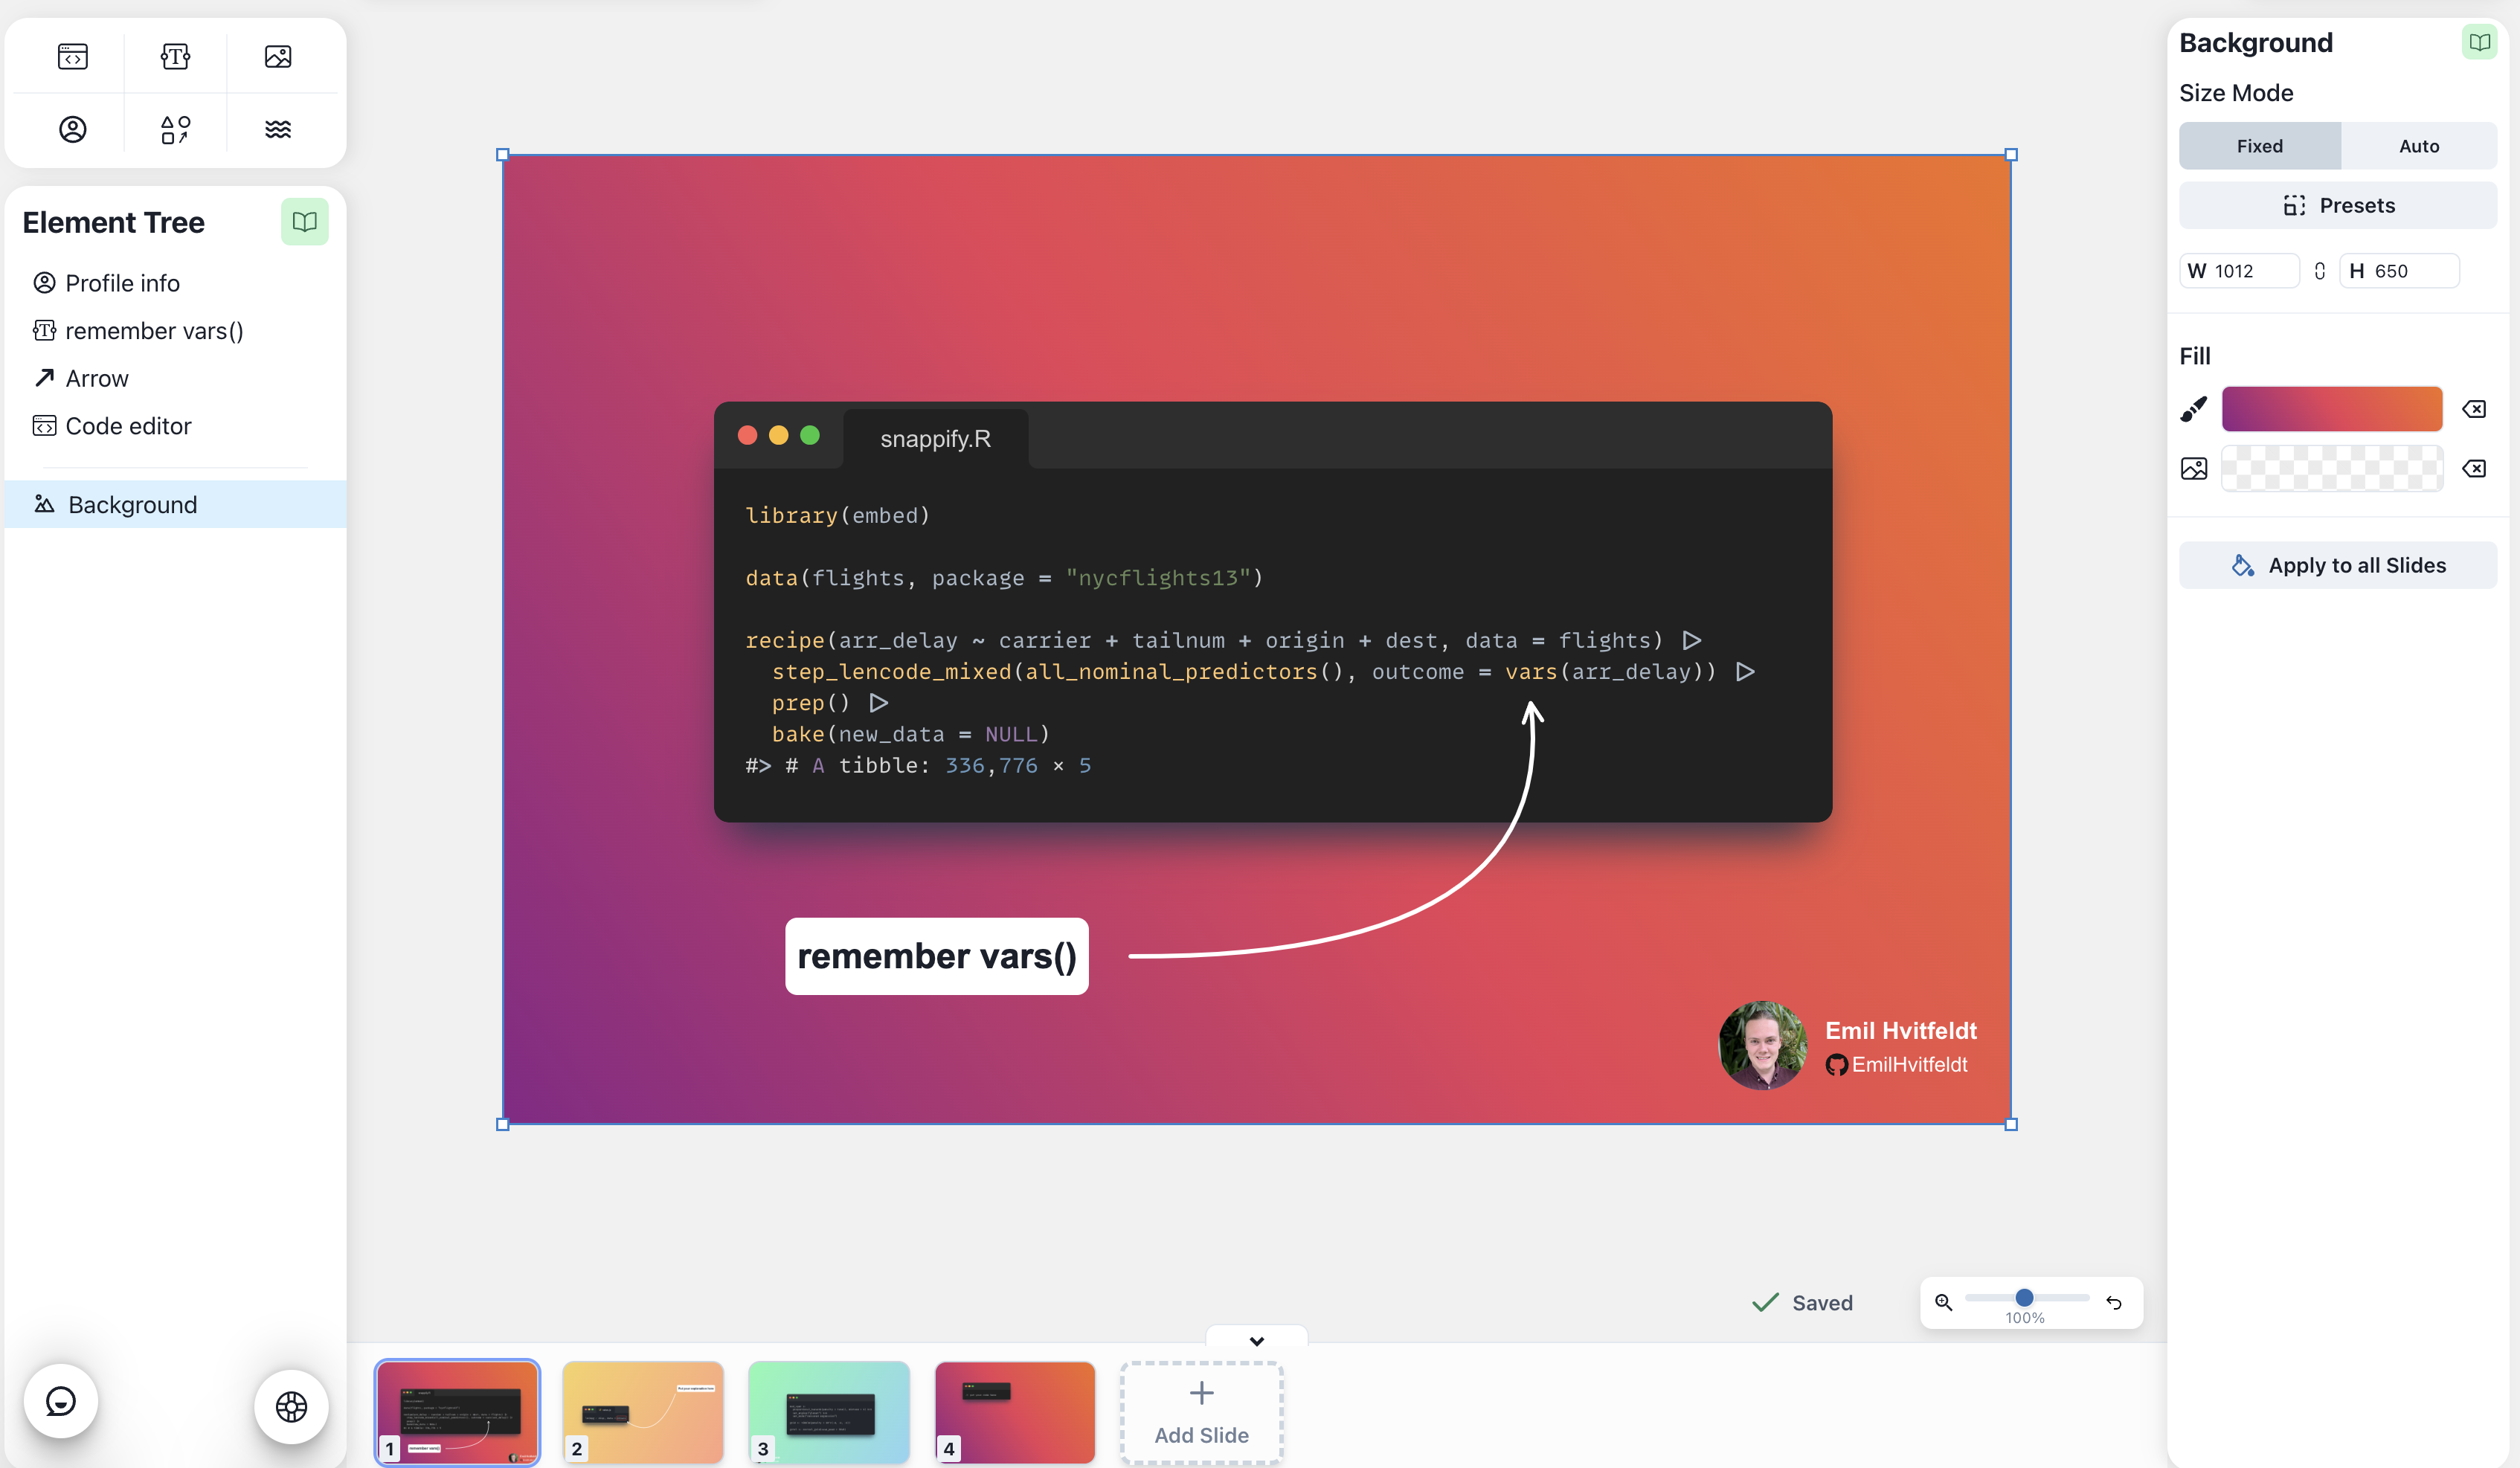 Element Tree
Profile info
remember vars()
Arrow
Code editor
Background
snappify.R
library(embed)
data(flights, package = "nycflights13")
recipe(arr_delay ~ carrier + tailnum + origin + dest, data = flights) |>
step_lencode_mixed(all_nominal_predictors(), outcome = vars(arr_delay)) |>
prep() |>
bake(new_data = NULL)
#> # A tibble: 336,776 × 5
remember vars()
Emil Hvitfeldt
EmilHvitfeldt
Saved
100%
1
2
3
4
Add Slide
Background
Size Mode
Fixed
Auto
Presets
W 1012
H 650
Fill
Apply to all Slides